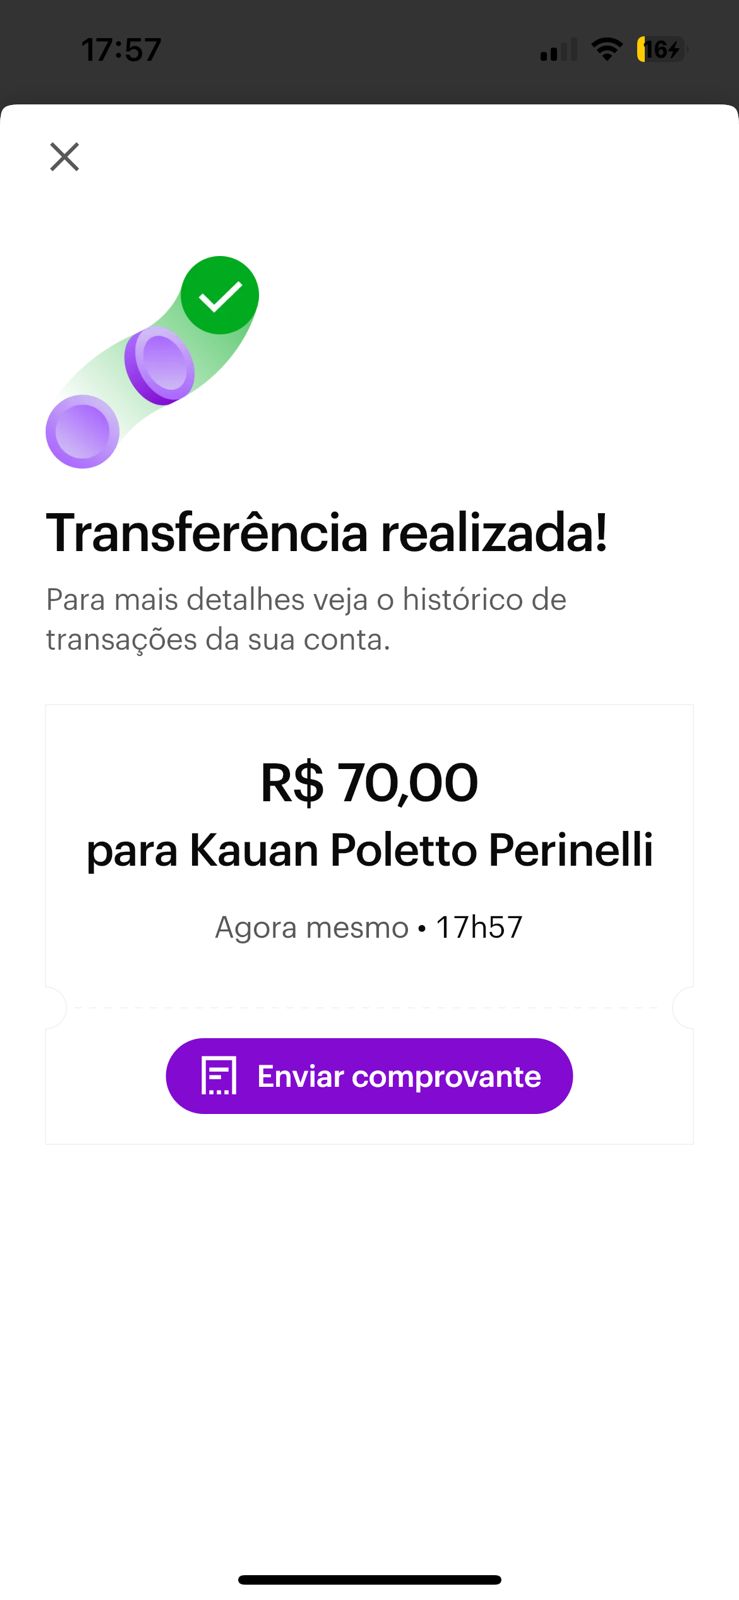 17:57
16
Transferência realizada!
Para mais detalhes veja o histórico de
transações da sua conta.
R$ 70,00
para Kauan Poletto Perinelli
Agora mesmo • 17h57
Enviar comprovante